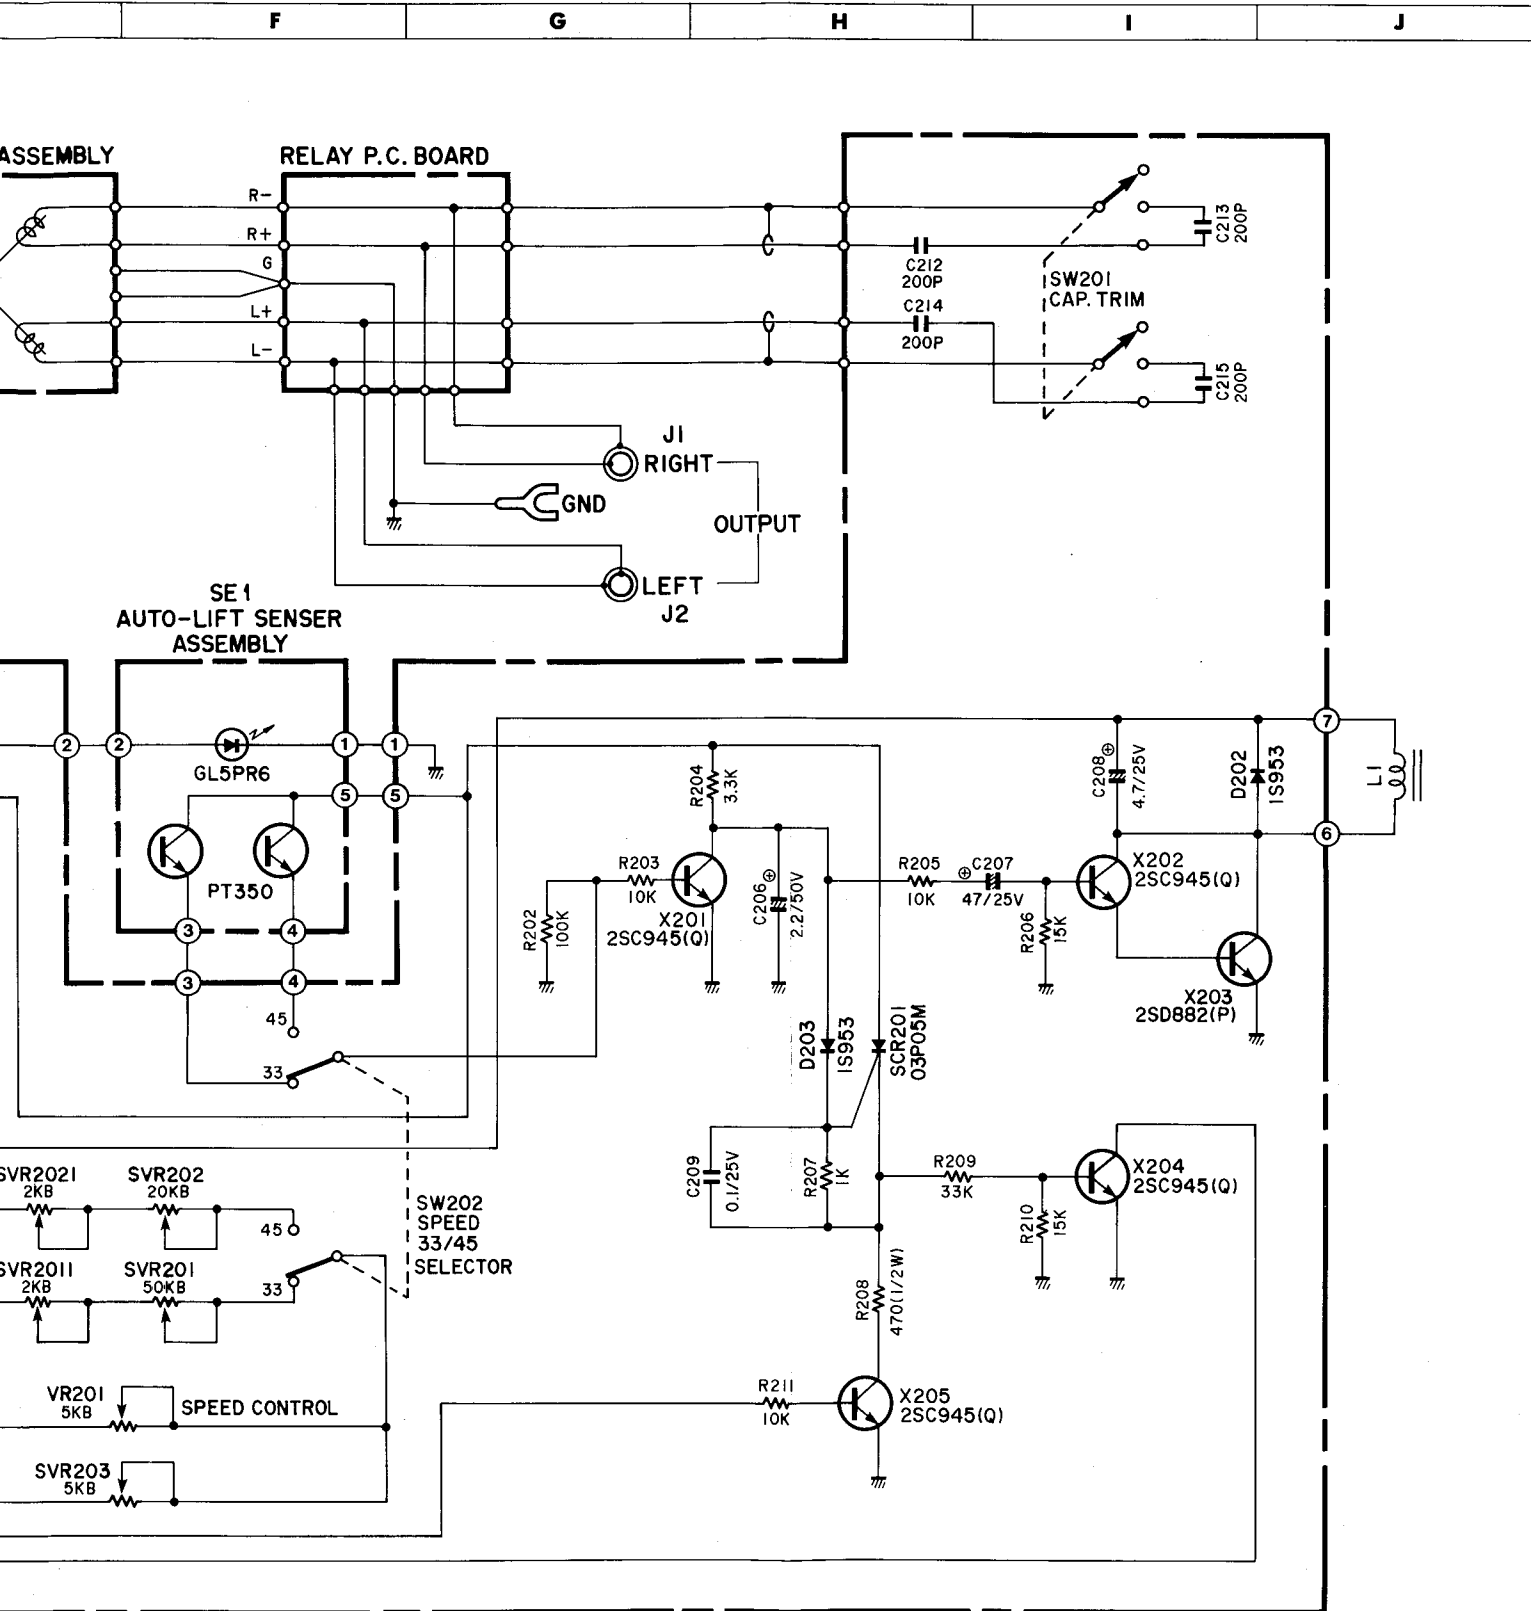 F
G
H
I
J
ASSEMBLY
RELAY P.C. BOARD
R-
R+
G
L+
L-
C212
200P
C214
200P
C213
200P
C215
200P
SW201
CAP. TRIM
J1
RIGHT
GND
OUTPUT
LEFT
J2
SE1
AUTO-LIFT SENSER
ASSEMBLY
2
2
1
1
GL5PR6
5
5
PT350
3
4
3
4
45
33
R204
3.3K
R203
10K
R202
100K
X201
2SC945(Q)
C206
⊕
2.2/50V
R205
10K
⊕ C207
47/25V
R206
15K
C208
⊕
4.7/25V
D202
1S953
7
6
L1
X202
2SC945(Q)
X203
2SD882(P)
D203
1S953
SCR201
03P05M
C209
0.1/25V
R207
1K
R209
33K
R210
15K
X204
2SC945(Q)
R208
470(1/2W)
R211
10K
X205
2SC945(Q)
SVR2021
2KB
SVR202
20KB
45
SVR2011
2KB
SVR201
50KB
33
SW202
SPEED
33/45
SELECTOR
VR201
5KB
SPEED CONTROL
SVR203
5KB